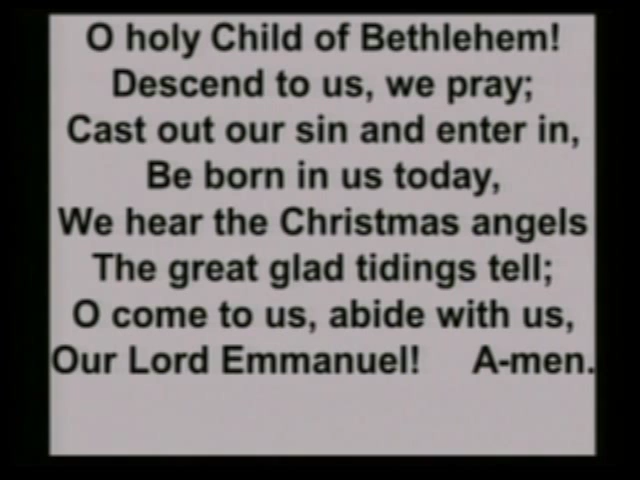 O holy Child of Bethlehem!
Descend to us, we pray;
Cast out our sin and enter in,
Be born in us today,
We hear the Christmas angels
The great glad tidings tell;
O come to us, abide with us,
Our Lord Emmanuel! A-men.